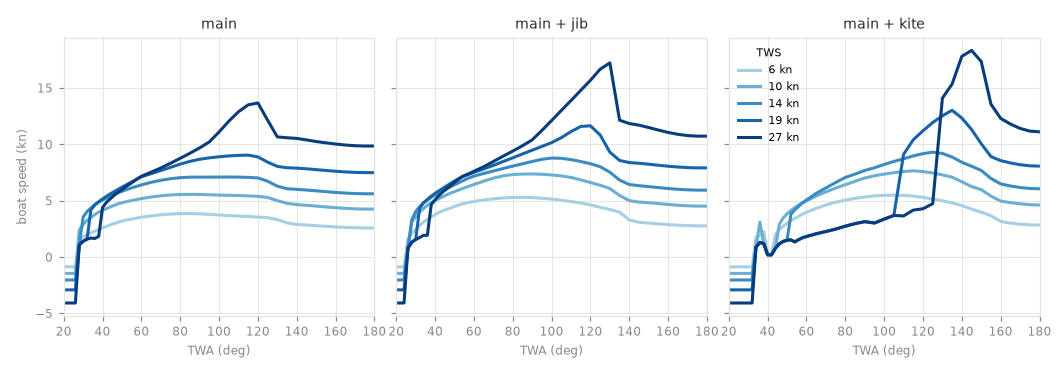 main
main + jib
main + kite
boat speed (kn)
15
10
5
0
−5
TWS
6 kn
10 kn
14 kn
19 kn
27 kn
20 40 60 80 100 120 140 160 180
20 40 60 80 100 120 140 160 180
20 40 60 80 100 120 140 160 180
TWA (deg)
TWA (deg)
TWA (deg)